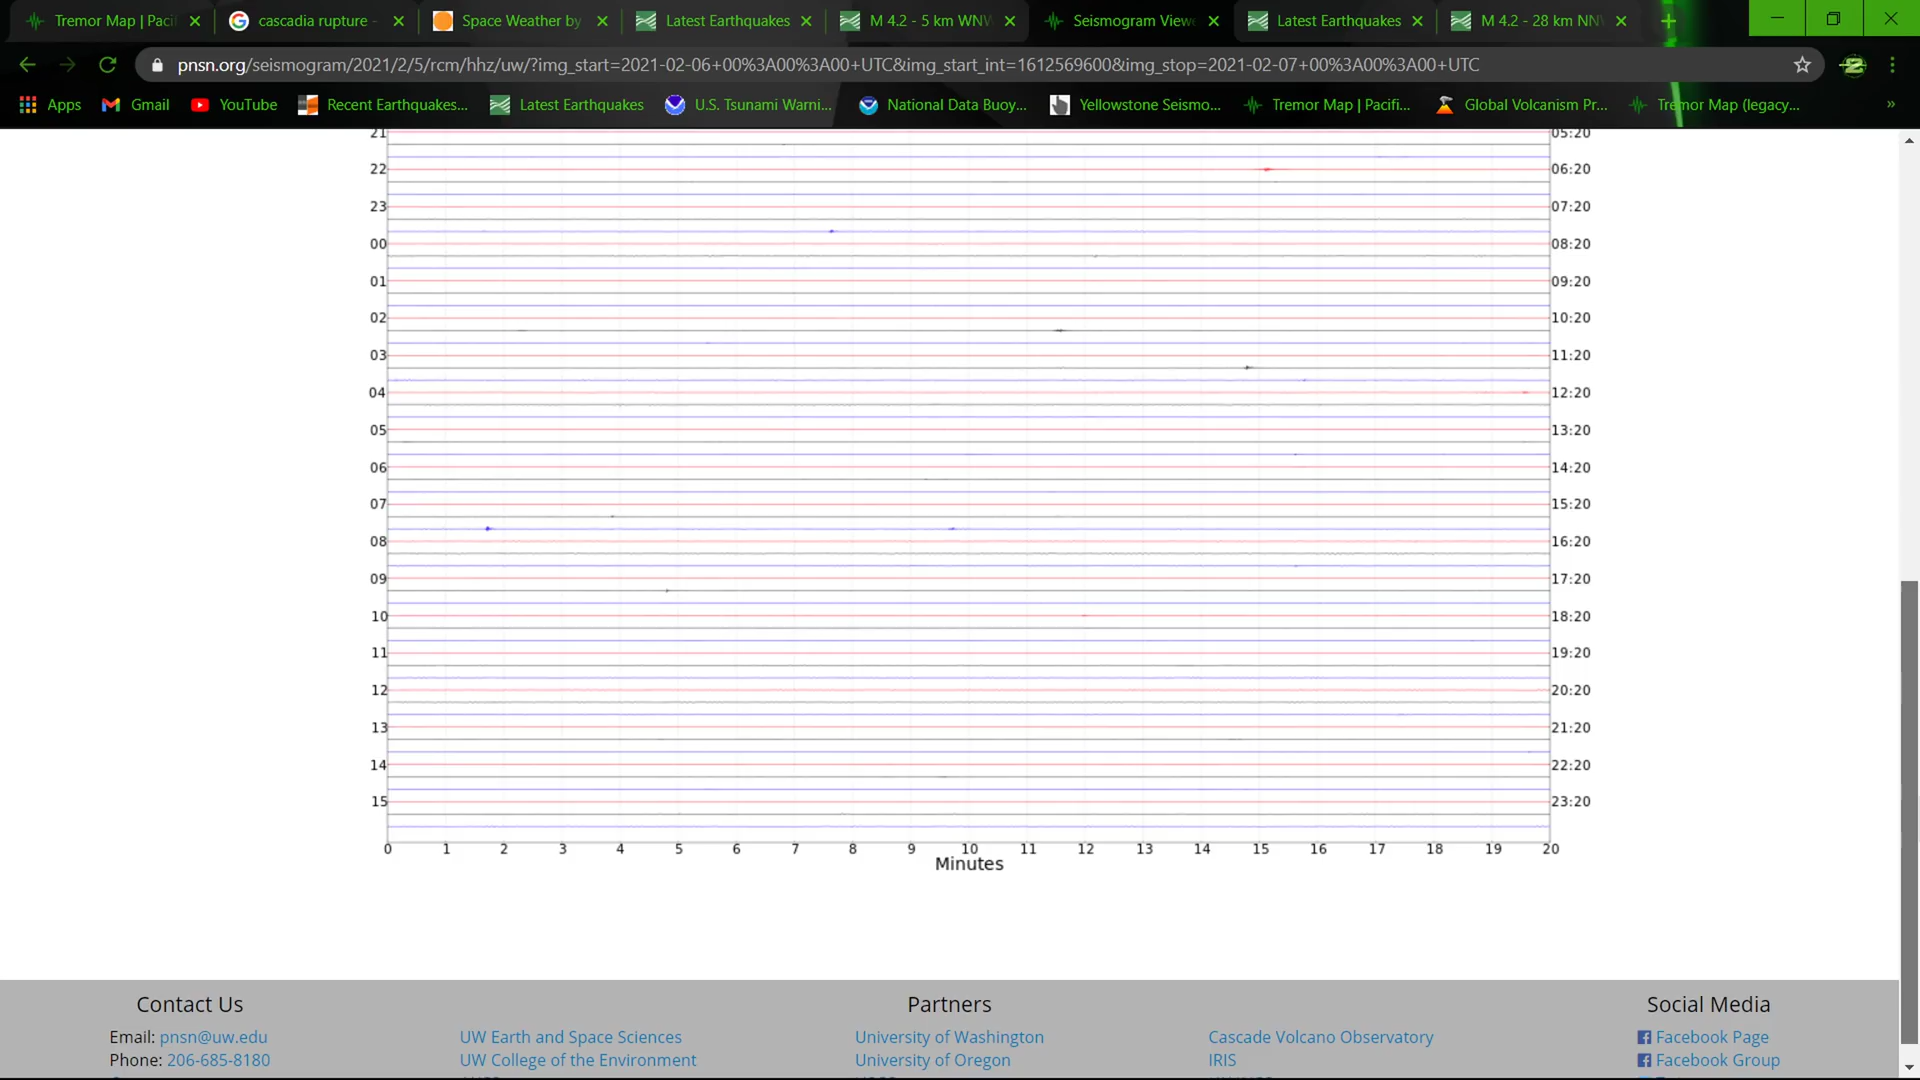 Tremor Map | Paci
cascadia rupture -
Space Weather by
Latest Earthquakes
M 4.2 - 5 km WNW
Seismogram View
Latest Earthquakes
M 4.2 - 28 km NN
pnsn.org/seismogram/2021/2/5/rcm/hhz/uw/?img_start=2021-02-06+00%3A00%3A00+UTC&img_start_int=1612569600&img_stop=2021-02-07+00%3A00%3A00+UTC
Apps Gmail YouTube Recent Earthquakes... Latest Earthquakes U.S. Tsunami Warni... National Data Buoy... Yellowstone Seismo... Tremor Map | Pacifi... Global Volcanism Pr... Tremor Map (legacy... »
21 05:20
22 06:20
23 07:20
00 08:20
01 09:20
02 10:20
03 11:20
04 12:20
05 13:20
06 14:20
07 15:20
08 16:20
09 17:20
10 18:20
11 19:20
12 20:20
13 21:20
14 22:20
15 23:20
0 1 2 3 4 5 6 7 8 9 10 11 12 13 14 15 16 17 18 19 20
Minutes
Contact Us Partners Social Media
Email: pnsn@uw.edu UW Earth and Space Sciences University of Washington Cascade Volcano Observatory Facebook Page
Phone: 206-685-8180 UW College of the Environment University of Oregon IRIS Facebook Group